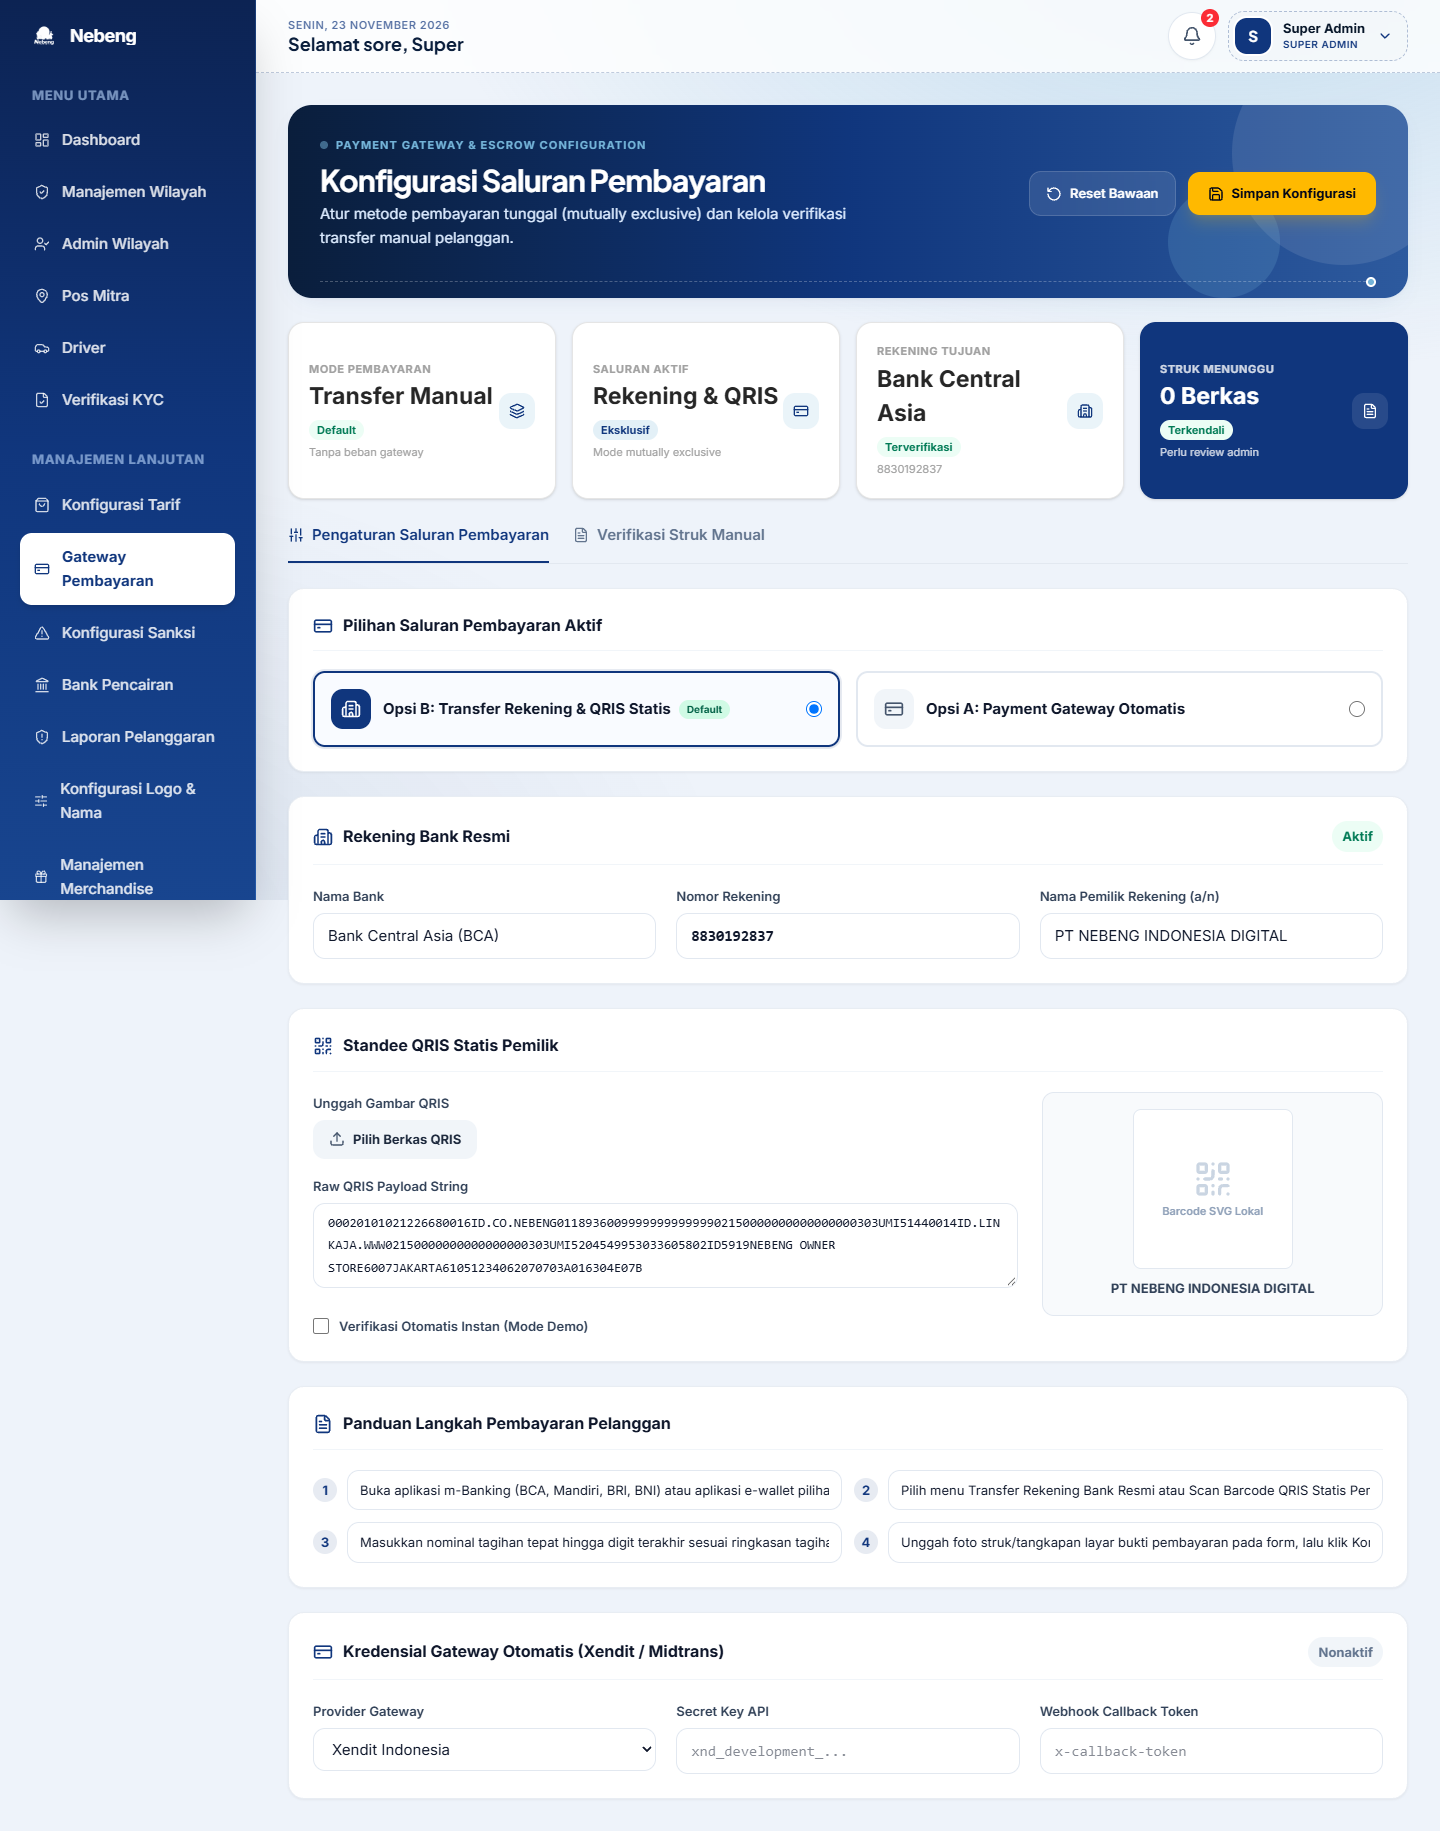 Nebeng
MENU UTAMA
Dashboard
Manajemen Wilayah
Admin Wilayah
Pos Mitra
Driver
Verifikasi KYC
MANAJEMEN LANJUTAN
Konfigurasi Tarif
Gateway
Pembayaran
Konfigurasi Sanksi
Bank Pencairan
Laporan Pelanggaran
Konfigurasi Logo &
Nama
Manajemen
Merchandise
SENIN, 23 NOVEMBER 2026
Selamat sore, Super
2
S
Super Admin
SUPER ADMIN
PAYMENT GATEWAY & ESCROW CONFIGURATION
Konfigurasi Saluran Pembayaran
Atur metode pembayaran tunggal (mutually exclusive) dan kelola verifikasi
transfer manual pelanggan.
Reset Bawaan
Simpan Konfigurasi
MODE PEMBAYARAN
Transfer Manual
Default
Tanpa beban gateway
SALURAN AKTIF
Rekening & QRIS
Eksklusif
Mode mutually exclusive
REKENING TUJUAN
Bank Central
Asia
Terverifikasi
8830192837
STRUK MENUNGGU
0 Berkas
Terkendali
Perlu review admin
Pengaturan Saluran Pembayaran
Verifikasi Struk Manual
Pilihan Saluran Pembayaran Aktif
Opsi B: Transfer Rekening & QRIS Statis
Default
Opsi A: Payment Gateway Otomatis
Rekening Bank Resmi
Aktif
Nama Bank
Bank Central Asia (BCA)
Nomor Rekening
8830192837
Nama Pemilik Rekening (a/n)
PT NEBENG INDONESIA DIGITAL
Standee QRIS Statis Pemilik
Unggah Gambar QRIS
Pilih Berkas QRIS
Raw QRIS Payload String
STORE6007JAKARTA61051234062070703A016304E07B
Verifikasi Otomatis Instan (Mode Demo)
Barcode SVG Lokal
PT NEBENG INDONESIA DIGITAL
Panduan Langkah Pembayaran Pelanggan
1
Buka aplikasi m-Banking (BCA, Mandiri, BRI, BNI) atau aplikasi e-wallet piliha
2
Pilih menu Transfer Rekening Bank Resmi atau Scan Barcode QRIS Statis Per
3
Masukkan nominal tagihan tepat hingga digit terakhir sesuai ringkasan tagiha
4
Unggah foto struk/tangkapan layar bukti pembayaran pada form, lalu klik Kon
Kredensial Gateway Otomatis (Xendit / Midtrans)
Nonaktif
Provider Gateway
Xendit Indonesia
Secret Key API
xnd_development_...
Webhook Callback Token
x-callback-token